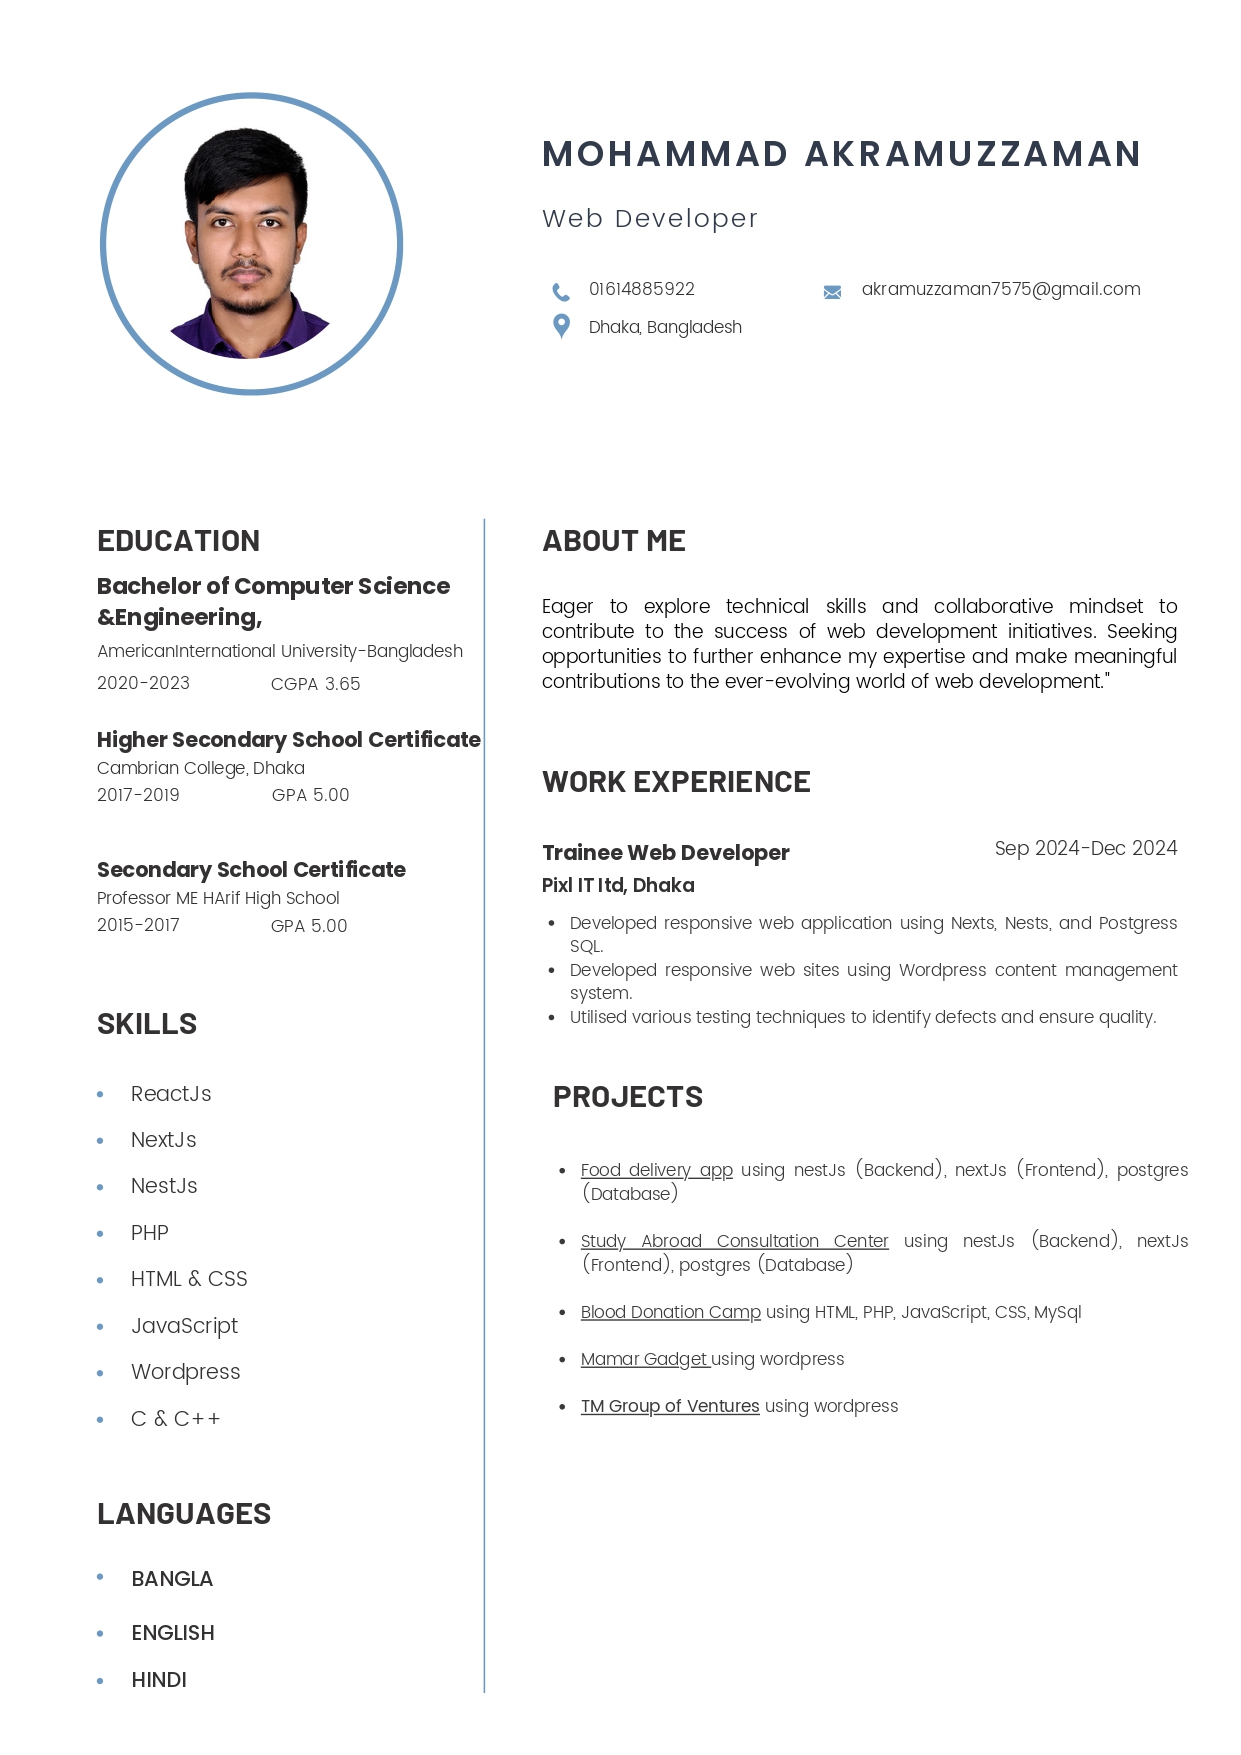 MOHAMMAD AKRAMUZZAMAN
Web Developer
01614885922
akramuzzaman7575@gmail.com
Dhaka, Bangladesh
EDUCATION
Bachelor of Computer Science
&Engineering,
AmericanInternational University-Bangladesh
2020-2023 CGPA 3.65
Higher Secondary School Certificate
Cambrian College, Dhaka
2017-2019 GPA 5.00
Secondary School Certificate
Professor ME HArif High School
2015-2017 GPA 5.00
SKILLS
• ReactJs
• NextJs
• NestJs
• PHP
• HTML & CSS
• JavaScript
• Wordpress
• C & C++
LANGUAGES
• BANGLA
• ENGLISH
• HINDI
ABOUT ME
Eager to explore technical skills and collaborative mindset to
contribute to the success of web development initiatives. Seeking
opportunities to further enhance my expertise and make meaningful
contributions to the ever-evolving world of web development."
WORK EXPERIENCE
Trainee Web Developer Sep 2024-Dec 2024
Pixl IT ltd, Dhaka
• Developed responsive web application using Nexts, Nests, and Postgress
SQL.
• Developed responsive web sites using Wordpress content management
system.
• Utilised various testing techniques to identify defects and ensure quality.
PROJECTS
• Food delivery app using nestJs (Backend), nextJs (Frontend), postgres
(Database)
• Study Abroad Consultation Center using nestJs (Backend), nextJs
(Frontend), postgres (Database)
• Blood Donation Camp using HTML, PHP, JavaScript, CSS, MySql
• Mamar Gadget using wordpress
• TM Group of Ventures using wordpress